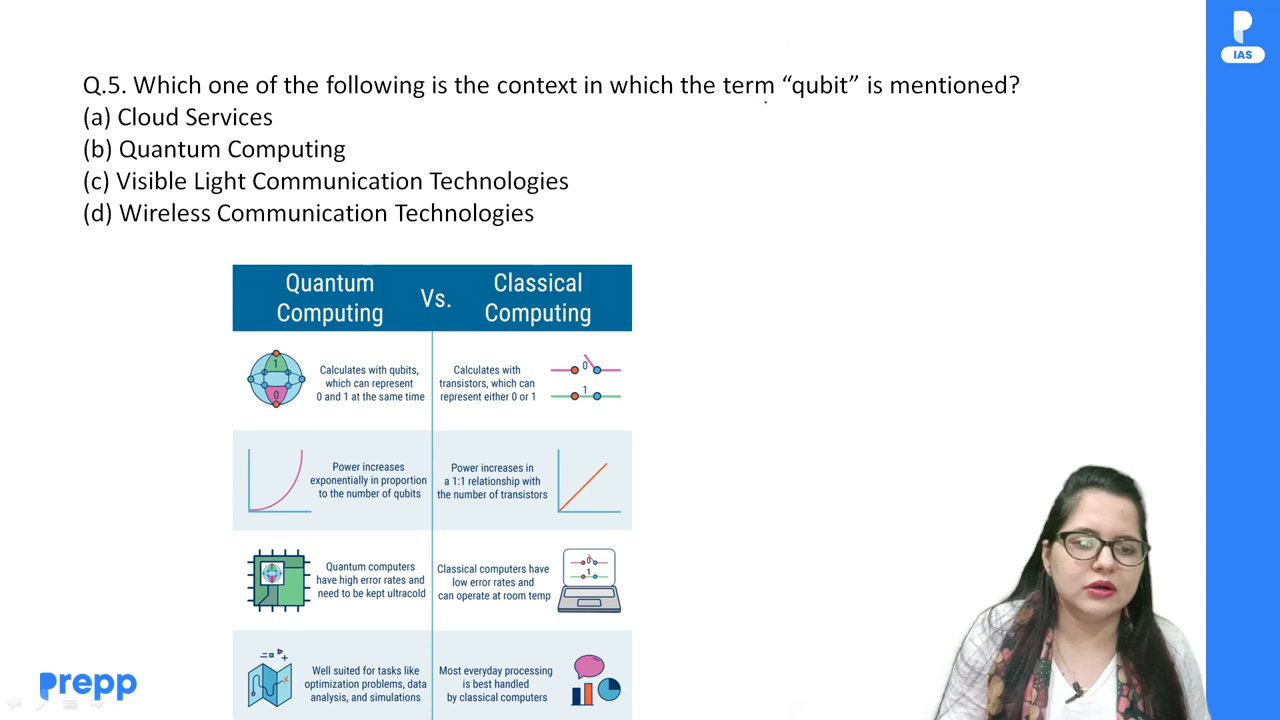 Q.5. Which one of the following is the context in which the term “qubit” is mentioned?
(a) Cloud Services
(b) Quantum Computing
(c) Visible Light Communication Technologies
(d) Wireless Communication Technologies
IAS
Quantum
Computing
Vs.
Classical
Computing
1
0
Calculates with qubits,
which can represent
0 and 1 at the same time
Calculates with
transistors, which can
represent either 0 or 1
0
1
Power increases
exponentially in proportion
to the number of qubits
Power increases in
a 1:1 relationship with
the number of transistors
Quantum computers
have high error rates and
need to be kept ultracold
Classical computers have
low error rates and
can operate at room temp
0
1
Well suited for tasks like
optimization problems, data
analysis, and simulations
Most everyday processing
is best handled
by classical computers
prepp